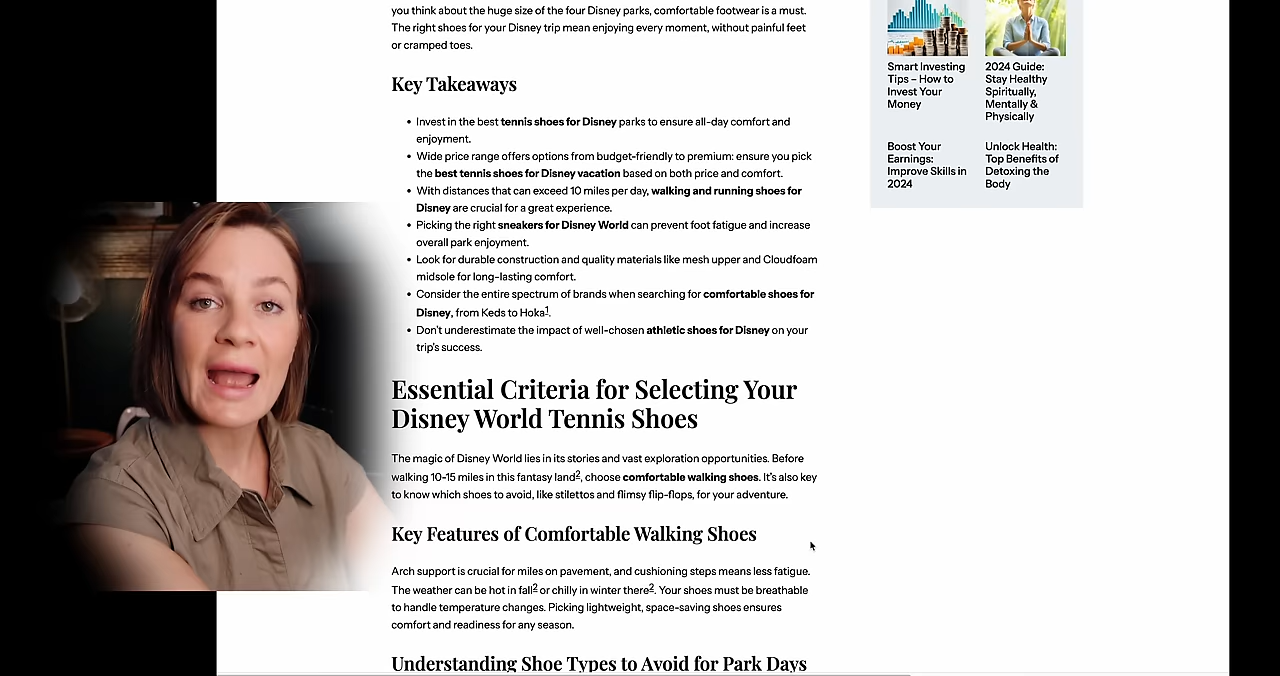 you think about the huge size of the four Disney parks, comfortable footwear is a must.
The right shoes for your Disney trip mean enjoying every moment, without painful feet
or cramped toes.
Key Takeaways
• Invest in the best tennis shoes for Disney parks to ensure all-day comfort and
enjoyment.
• Wide price range offers options from budget-friendly to premium: ensure you pick
the best tennis shoes for Disney vacation based on both price and comfort.
• With distances that can exceed 10 miles per day, walking and running shoes for
Disney are crucial for a great experience.
• Picking the right sneakers for Disney World can prevent foot fatigue and increase
overall park enjoyment.
• Look for durable construction and quality materials like mesh upper and Cloudfoam
midsole for long-lasting comfort.
• Consider the entire spectrum of brands when searching for comfortable shoes for
Disney, from Keds to Hoka1.
• Don't underestimate the impact of well-chosen athletic shoes for Disney on your
trip's success.
Essential Criteria for Selecting Your
Disney World Tennis Shoes
The magic of Disney World lies in its stories and vast exploration opportunities. Before
walking 10-15 miles in this fantasy land2, choose comfortable walking shoes. It's also key
to know which shoes to avoid, like stilettos and flimsy flip-flops, for your adventure.
Key Features of Comfortable Walking Shoes
Arch support is crucial for miles on pavement, and cushioning steps means less fatigue.
The weather can be hot in fall2 or chilly in winter there2. Your shoes must be breathable
to handle temperature changes. Picking lightweight, space-saving shoes ensures
comfort and readiness for any season.
Understanding Shoe Types to Avoid for Park Days
Smart Investing
Tips – How to
Invest Your
Money
2024 Guide:
Stay Healthy
Spiritually,
Mentally &
Physically
Boost Your
Earnings:
Improve Skills in
2024
Unlock Health:
Top Benefits of
Detoxing the
Body